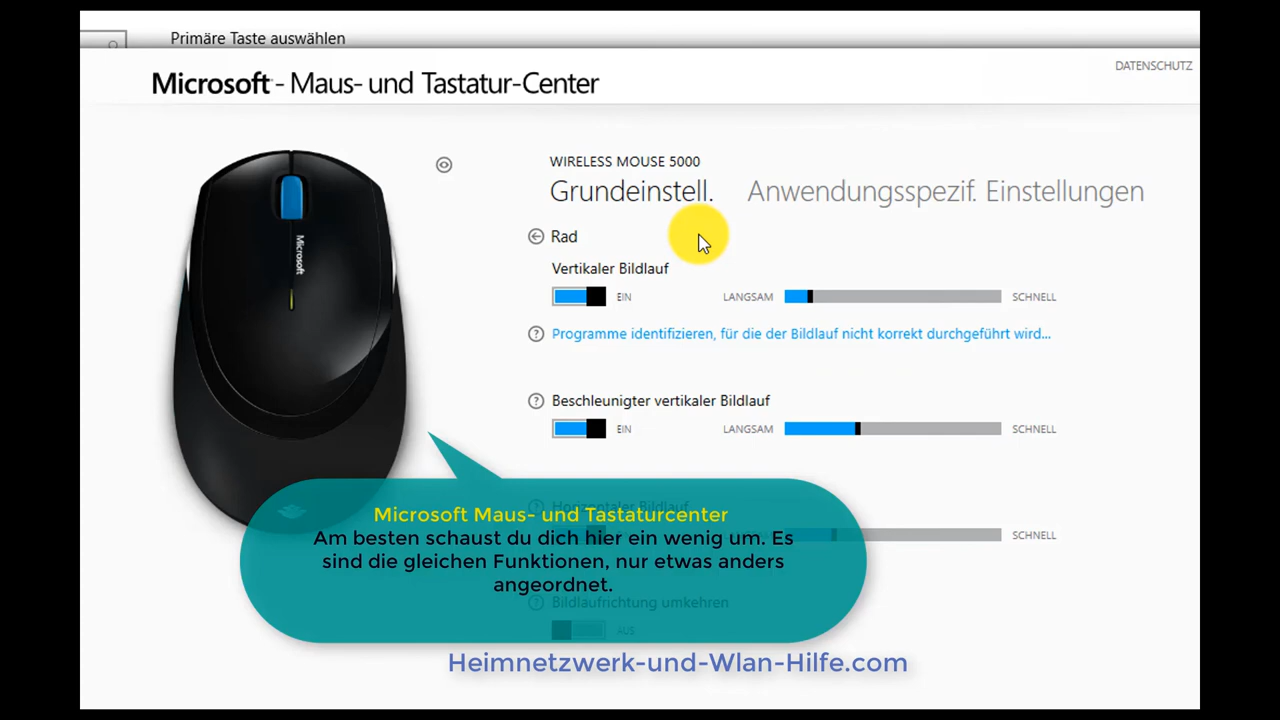 Primäre Taste auswählen
DATENSCHUTZ
Microsoft - Maus- und Tastatur-Center
WIRELESS MOUSE 5000
Grundeinstell. Anwendungsspezif. Einstellungen
Rad
Vertikaler Bildlauf
EIN LANGSAM SCHNELL
? Programme identifizieren, für die der Bildlauf nicht korrekt durchgeführt wird...
? Beschleunigter vertikaler Bildlauf
EIN LANGSAM SCHNELL
Microsoft
? Horizontaler Bildlauf
SCHNELL
Microsoft Maus- und Tastaturcenter
Am besten schaust du dich hier ein wenig um. Es
sind die gleichen Funktionen, nur etwas anders
angeordnet.
? Bildlaufrichtung umkehren
AUS
Heimnetzwerk-und-Wlan-Hilfe.com